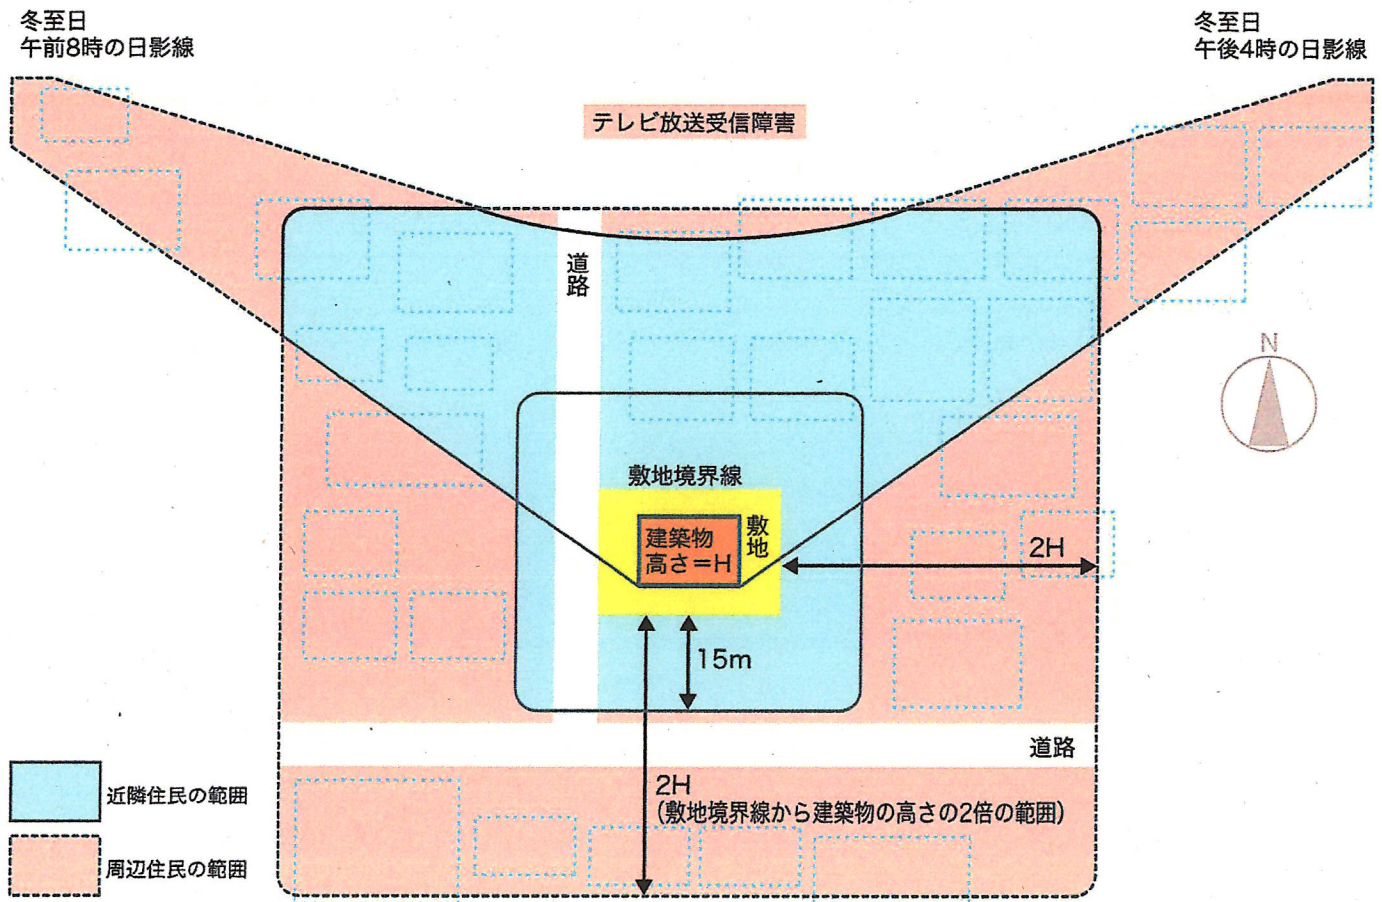 冬至日
午前8時の日影線
冬至日
午後4時の日影線
テレビ放送受信障害
道路
N
敷地境界線
建築物
高さ=H
敷地
2H
15m
道路
2H
(敷地境界線から建築物の高さの2倍の範囲)
近隣住民の範囲
周辺住民の範囲